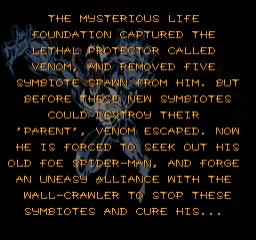 THE MYSTERIOUS LIFE
FOUNDATION CAPTURED THE
LETHAL PROTECTOR CALLED
VENOM, AND REMOVED FIVE
SYMBIOTE SPAWN FROM HIM. BUT
BEFORE THESE NEW SYMBIOTES
COULD DESTROY THEIR
'PARENT', VENOM ESCAPED. NOW
HE IS FORCED TO SEEK OUT HIS
OLD FOE SPIDER-MAN, AND FORGE
AN UNEASY ALLIANCE WITH THE
WALL-CRAWLER TO STOP THESE
SYMBIOTES AND CURE HIS...